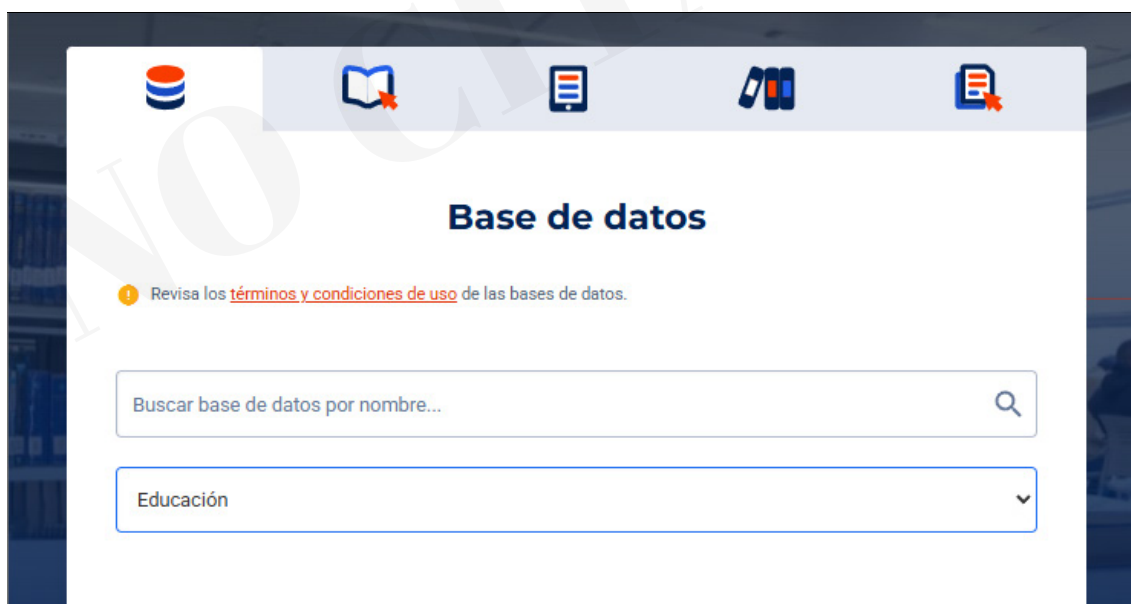 Base de datos
Revisa los términos y condiciones de uso de las bases de datos.
Buscar base de datos por nombre...
Educación